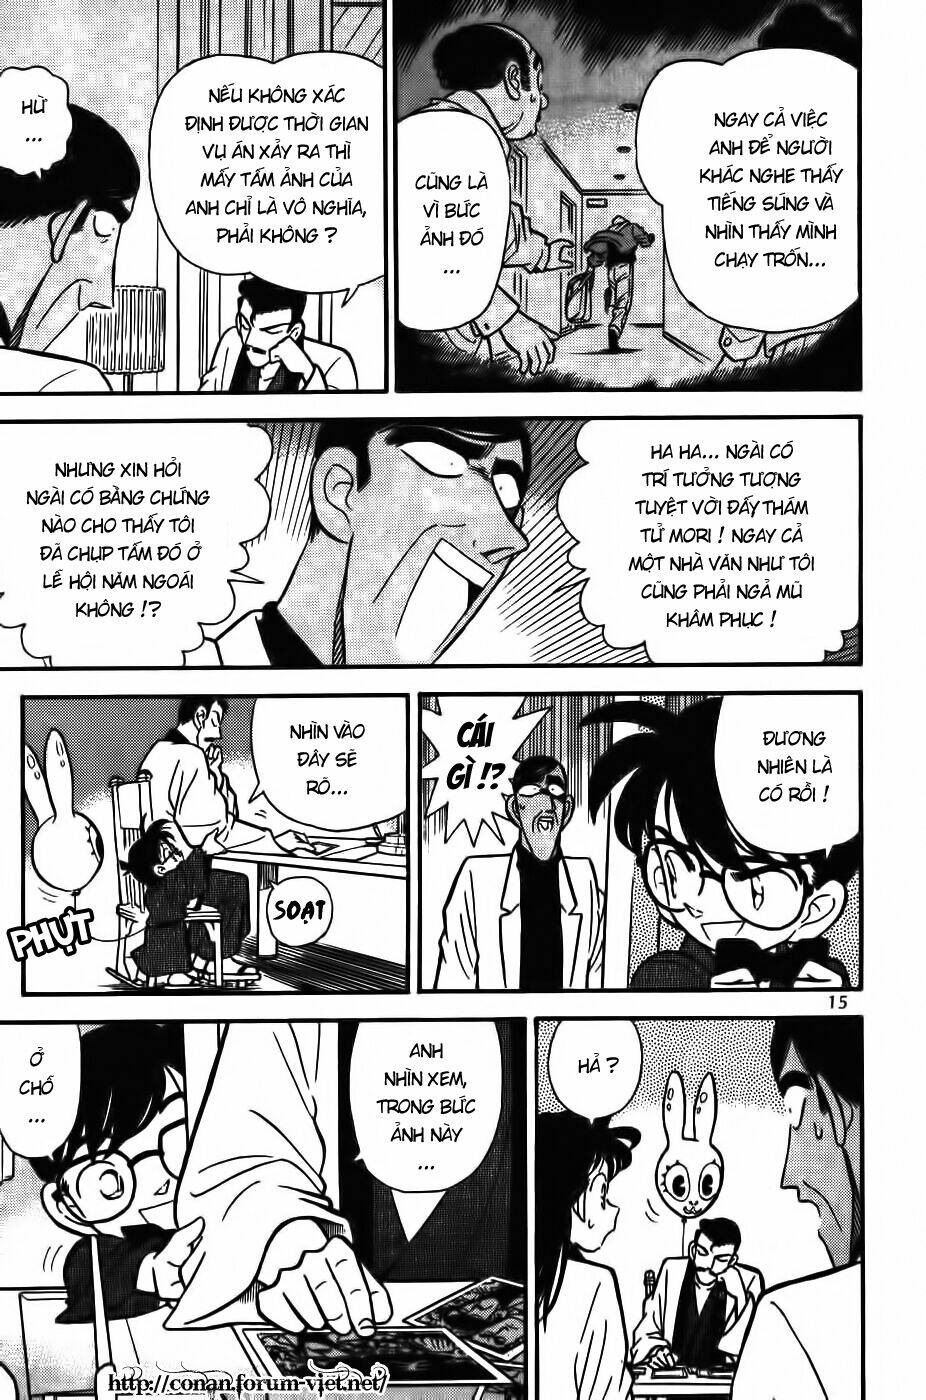 NGAY CẢ VIỆC
ANH ĐỂ NGƯỜI
KHÁC NGHE THẤY
TIẾNG SÚNG VÀ
NHÌN THẤY MÌNH
CHẠY TRỐN...
CŨNG LÀ
VÌ BỨC
ẢNH ĐÓ
...
NẾU KHÔNG XÁC
ĐỊNH ĐƯỢC THỜI GIAN
VỤ ÁN XẢY RA THÌ
MẤY TẤM ẢNH CỦA
ANH CHỈ LÀ VÔ NGHĨA,
PHẢI KHÔNG ?
HỪ
...
HA HA... NGÀI CÓ
TRÍ TƯỞNG TƯỢNG
TUYỆT VỜI ĐẤY THÁM
TỬ MORI ! NGAY CẢ
MỘT NHÀ VĂN NHƯ TÔI
CŨNG PHẢI NGẢ MŨ
KHÂM PHỤC !
NHƯNG XIN HỎI
NGÀI CÓ BẰNG CHỨNG
NÀO CHO THẤY TÔI
ĐÃ CHỤP TẤM ĐÓ Ở
LỄ HỘI NĂM NGOÁI
KHÔNG !?
ĐƯƠNG
NHIÊN LÀ
CÓ RỒI !
CÁI
GÌ !?
NHÌN VÀO
ĐÂY SẼ
RÕ...
SOẠT
PHỤT
15
HẢ ?
ANH
NHÌN XEM,
TRONG BỨC
ẢNH NÀY
...
Ở
CHỖ
...
http://conan.forum-viet.net/